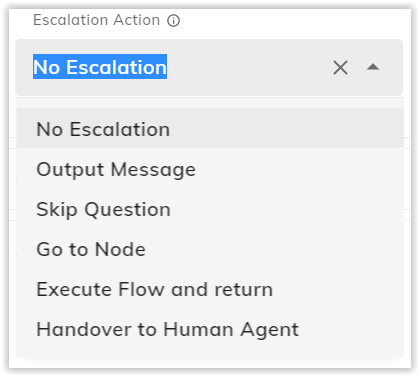 Escalation Action
No Escalation
No Escalation
Output Message
Skip Question
Go to Node
Execute Flow and return
Handover to Human Agent